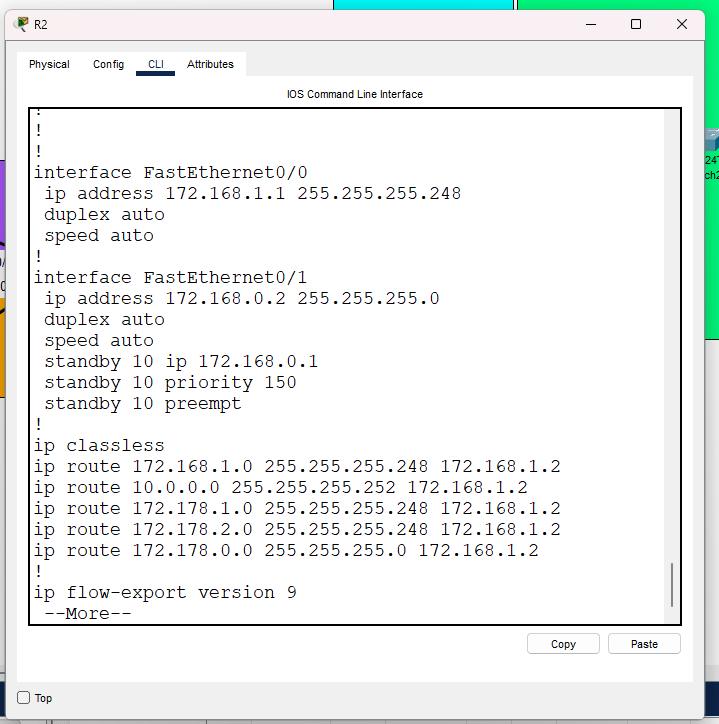 R2
Physical Config CLI Attributes
IOS Command Line Interface
!
!
!
interface FastEthernet0/0
 ip address 172.168.1.1 255.255.255.248
 duplex auto
 speed auto
!
interface FastEthernet0/1
 ip address 172.168.0.2 255.255.255.0
 duplex auto
 speed auto
 standby 10 ip 172.168.0.1
 standby 10 priority 150
 standby 10 preempt
!
ip classless
ip route 172.168.1.0 255.255.255.248 172.168.1.2
ip route 10.0.0.0 255.255.255.252 172.168.1.2
ip route 172.178.1.0 255.255.255.248 172.168.1.2
ip route 172.178.2.0 255.255.255.248 172.168.1.2
ip route 172.178.0.0 255.255.255.0 172.168.1.2
!
ip flow-export version 9
 --More--
Copy Paste
Top